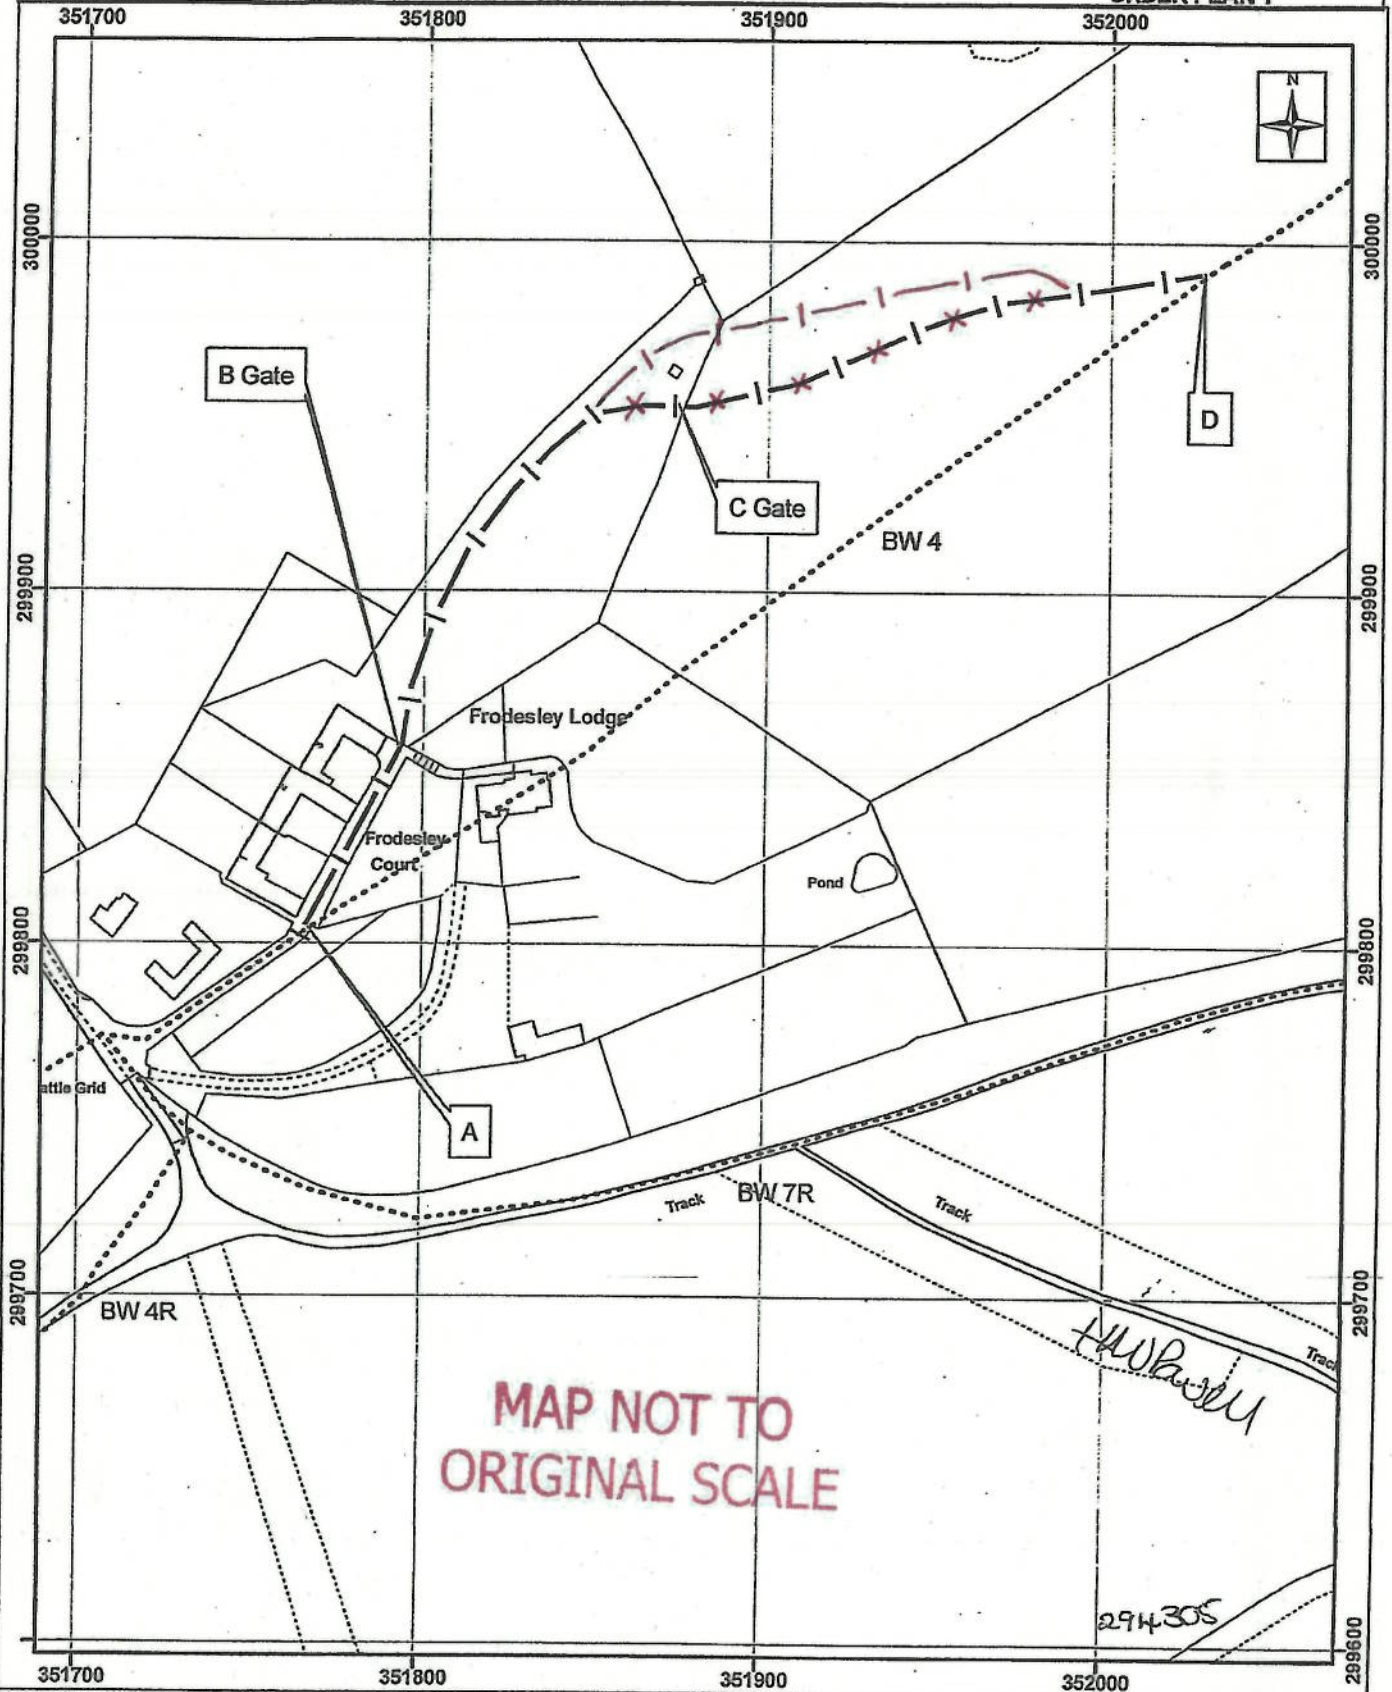 351700
351800
351900
352000
N
300000
300000
B Gate
D
C Gate
BW 4
299900
299900
Frodesley Lodge
Frodesley
Court
Pond
299800
299800
attle Grid
A
BW 7R
Track
Track
299700
299700
BW 4R
Trac
MAP NOT TO
ORIGINAL SCALE
294305
299600
351700
351800
351900
352000